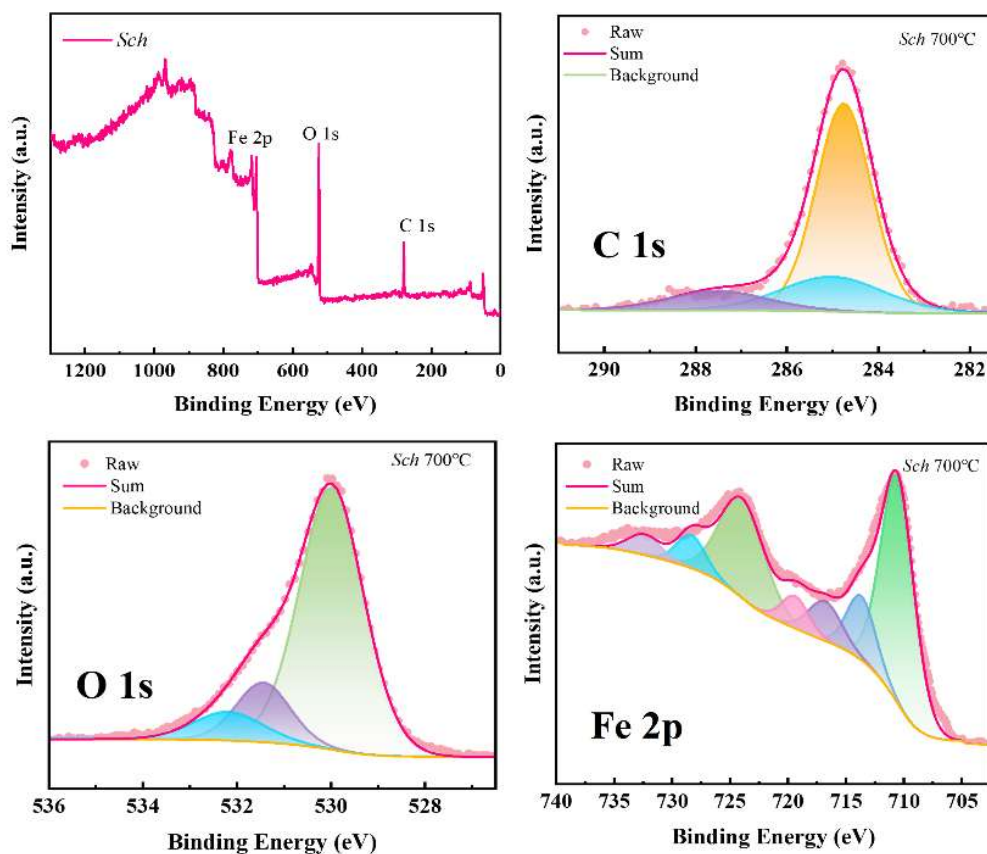 Sch
Fe 2p
O 1s
C 1s
Intensity (a.u.)
1200 1000 800 600 400 200 0
Binding Energy (eV)
Raw
Sum
Background
Sch 700°C
C 1s
Intensity (a.u.)
290 288 286 284 282
Binding Energy (eV)
Raw
Sum
Background
Sch 700°C
O 1s
Intensity (a.u.)
536 534 532 530 528
Binding Energy (eV)
Raw
Sum
Background
Sch 700°C
Fe 2p
Intensity (a.u.)
740 735 730 725 720 715 710 705
Binding Energy (eV)